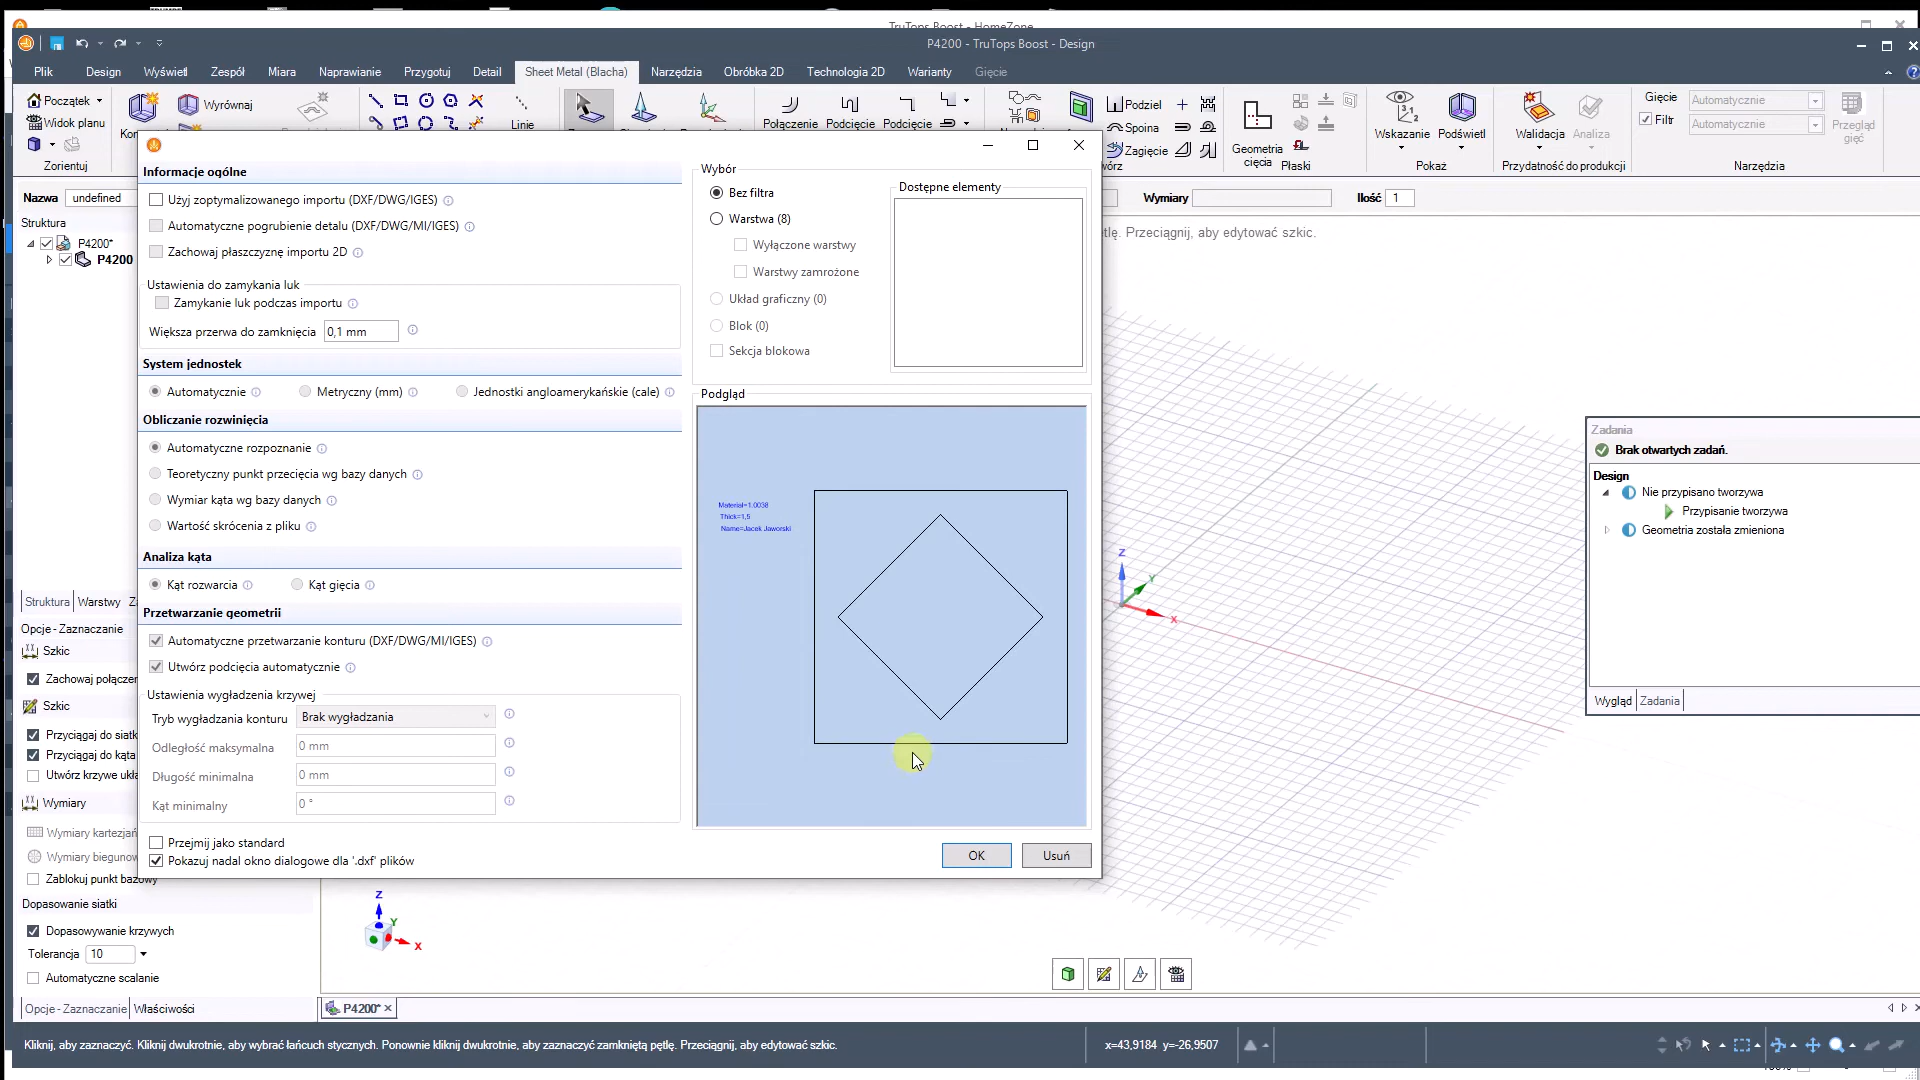 TruTops Boost - HomeZone
P4200 - TruTops Boost - Design
Plik Design Wyświetl Zespół Miara Naprawianie Przygotuj Detail Sheet Metal (Blacha) Narzędzia Obróbka 2D Technologia 2D Warianty Gięcie
Początek
Widok planu
Zorientuj
Wyrównaj
Linie
Połączenie Podcięcie Podcięcie
Podziel
Spoina
Zagięcie
Geometria
cięcia
Płaski
Wskazanie Podświetl
Pokaż
Walidacja Analiza
Przydatność do produkcji
Gięcie Automatycznie
Filtr Automatycznie
Przegląd
gięć
Narzędzia
Nazwa undefined
Wymiary
Ilość 1
Struktura
P4200*
P4200
Przeciągnij, aby edytować szkic.
Informacje ogólne
Użyj zoptymalizowanego importu (DXF/DWG/IGES)
Automatyczne pogrubienie detalu (DXF/DWG/MI/IGES)
Zachowaj płaszczyznę importu 2D
Ustawienia do zamykania luk
Zamykanie luk podczas importu
Większa przerwa do zamknięcia 0,1 mm
System jednostek
Automatycznie Metryczny (mm) Jednostki angloamerykańskie (cale)
Obliczanie rozwinięcia
Automatyczne rozpoznanie
Teoretyczny punkt przecięcia wg bazy danych
Wymiar kąta wg bazy danych
Wartość skrócenia z pliku
Analiza kąta
Kąt rozwarcia Kąt gięcia
Przetwarzanie geometrii
Automatyczne przetwarzanie konturu (DXF/DWG/MI/IGES)
Utwórz podcięcia automatycznie
Ustawienia wygładzenia krzywej
Tryb wygładzania konturu Brak wygładzania
Odległość maksymalna 0 mm
Długość minimalna 0 mm
Kąt minimalny 0 °
Przejmij jako standard
Pokazuj nadal okno dialogowe dla '.dxf' plików
Wybór
Bez filtra
Warstwa (8)
Wyłączone warstwy
Warstwy zamrożone
Układ graficzny (0)
Blok (0)
Sekcja blokowa
Dostępne elementy
Podgląd
Material=1.0038
Thick=1,5
Name=Jacek Jaworski
OK Usuń
Zadania
Brak otwartych zadań.
Design
Nie przypisano tworzywa
Przypisanie tworzywa
Geometria została zmieniona
Wygląd Zadania
Z
Y
X
Struktura Warstwy
Opcje - Zaznaczanie
Szkic
Zachowaj
Szkic
Przyciągaj do
Przyciągaj do kąta
Utwórz krzywe
Wymiary
Wymiary
Wymiary
Zablokuj punkt bazowy
Dopasowanie siatki
Dopasowywanie krzywych
Tolerancja 10
Automatyczne scalanie
Opcje - Zaznaczanie Właściwości
Z
Y
X
P4200*
Kliknij, aby zaznaczyć. Kliknij dwukrotnie, aby wybrać łańcuch stycznych. Ponownie kliknij dwukrotnie, aby zaznaczyć zamkniętą pętlę. Przeciągnij, aby edytować szkic.
x=43,9184 y=-26,9507